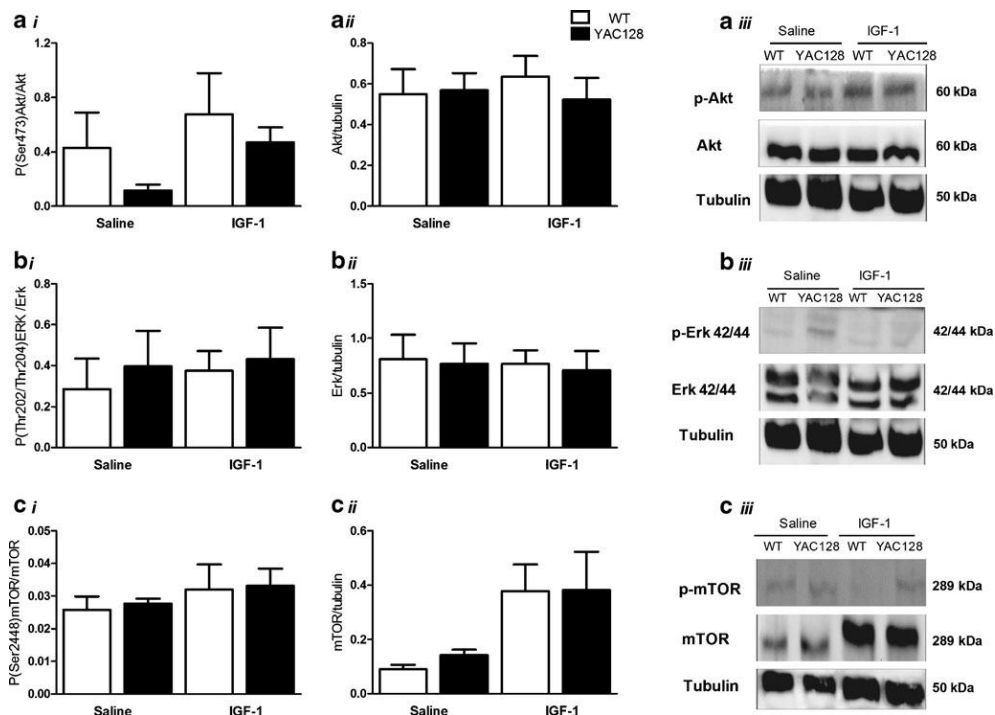 a i
P(Ser473)Akt/Akt
1.2
0.8
0.4
0.0
Saline IGF-1
a ii
WT
YAC128
Akt/tubulin
1.0
0.8
0.6
0.4
0.2
0.0
Saline IGF-1
a iii
Saline IGF-1
WT YAC128 WT YAC128
p-Akt 60 kDa
Akt 60 kDa
Tubulin 50 kDa
b i
P(Thr202/Thr204)ERK /Erk
0.8
0.6
0.4
0.2
0.0
Saline IGF-1
b ii
Erk/tubulin
1.5
1.0
0.5
0.0
Saline IGF-1
b iii
Saline IGF-1
WT YAC128 WT YAC128
p-Erk 42/44 42/44 kDa
Erk 42/44 42/44 kDa
Tubulin 50 kDa
c i
P(Ser2448)mTOR/mTOR
0.05
0.04
0.03
0.02
0.01
0.00
Saline IGF-1
c ii
mTOR/tubulin
0.6
0.4
0.2
0.0
Saline IGF-1
c iii
Saline IGF-1
WT YAC128 WT YAC128
p-mTOR 289 kDa
mTOR 289 kDa
Tubulin 50 kDa